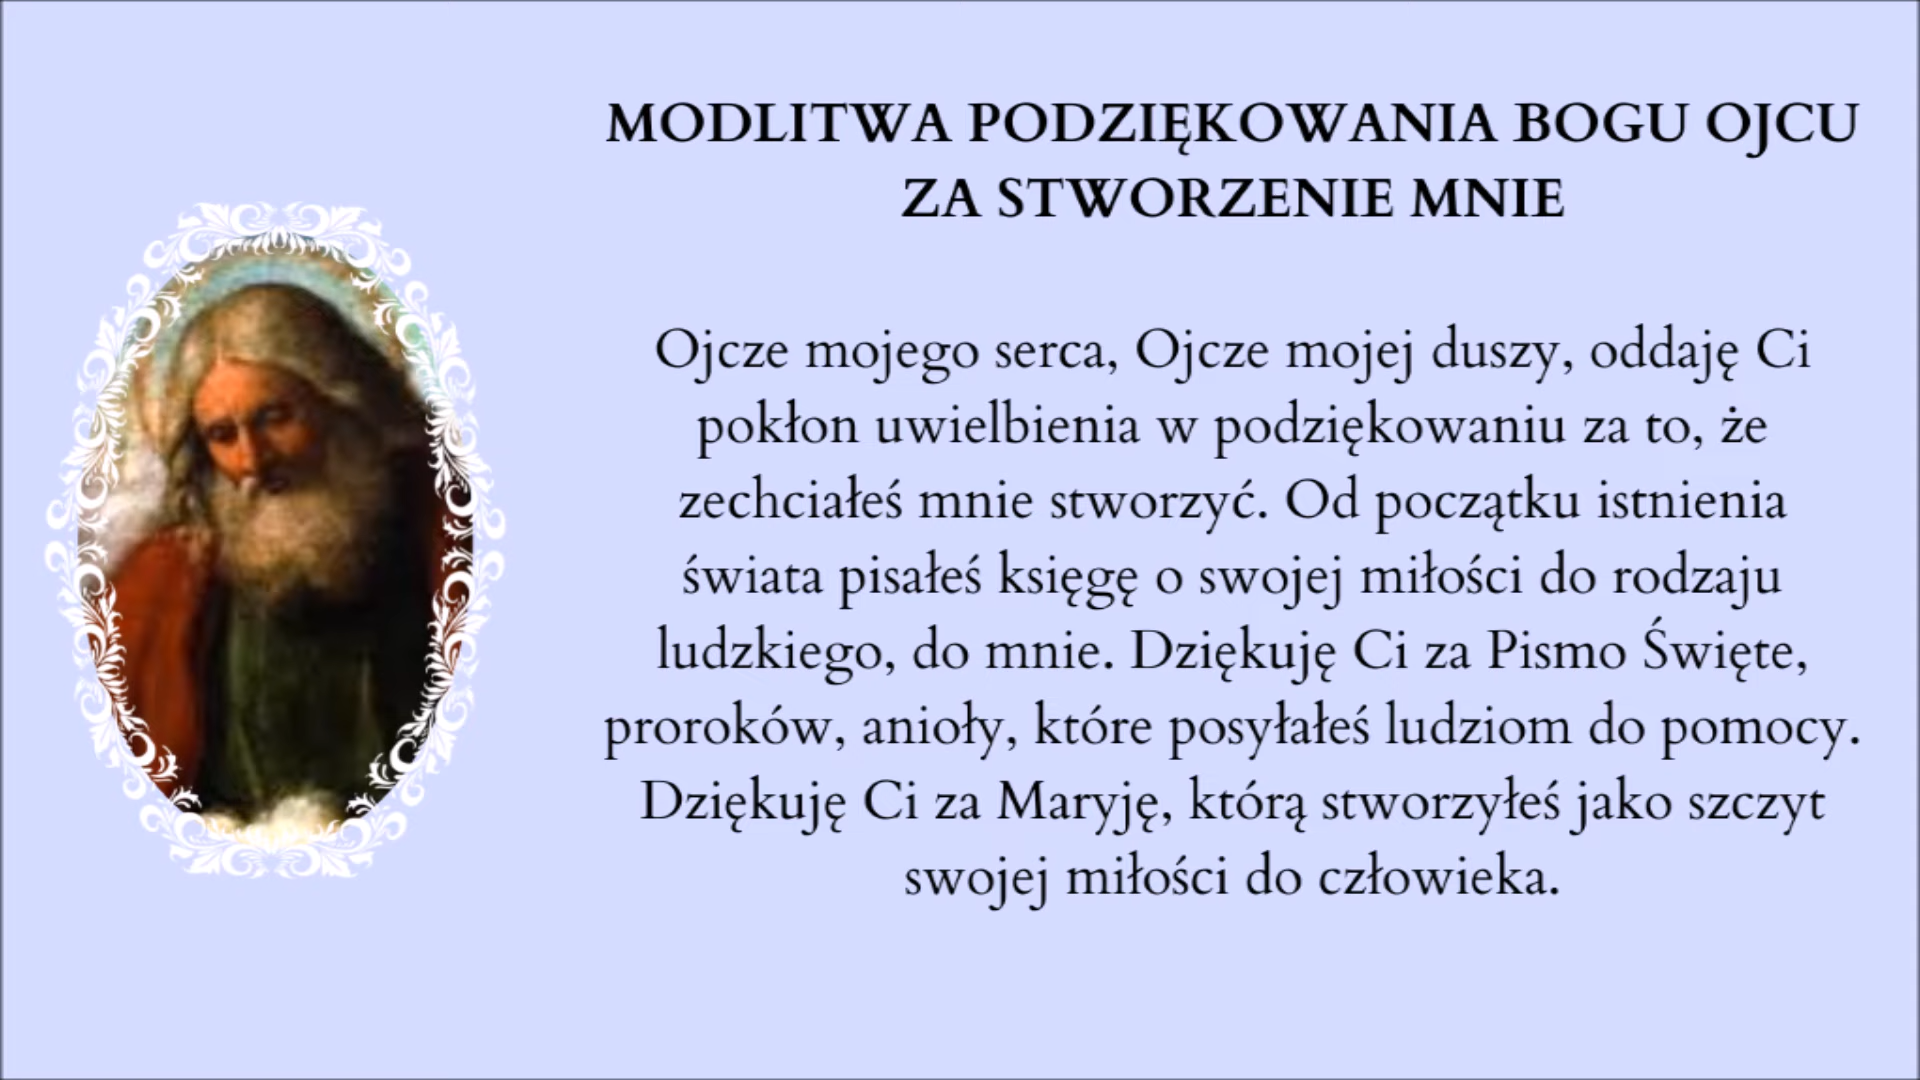 MODLITWA PODZIĘKOWANIA BOGU OJCU
ZA STWORZENIE MNIE
Ojcze mojego serca, Ojcze mojej duszy, oddaję Ci
pokłon uwielbienia w podziękowaniu za to, że
zechciałeś mnie stworzyć. Od początku istnienia
świata pisałeś księgę o swojej miłości do rodzaju
ludzkiego, do mnie. Dziękuję Ci za Pismo Święte,
proroków, anioły, które posyłałeś ludziom do pomocy.
Dziękuję Ci za Maryję, którą stworzyłeś jako szczyt
swojej miłości do człowieka.